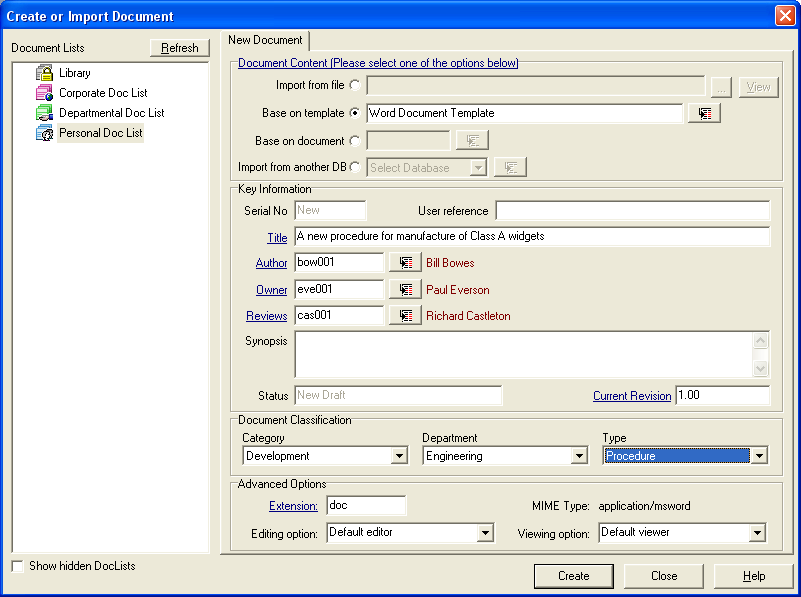 Create or Import Document
Document Lists
Refresh
Library
Corporate Doc List
Departmental Doc List
Personal Doc List
Show hidden DocLists
New Document
Document Content (Please select one of the options below)
Import from file
... View
Base on template Word Document Template
Base on document
Import from another DB Select Database
Key Information
Serial No New User reference
Title A new procedure for manufacture of Class A widgets
Author bow001 Bill Bowes
Owner eve001 Paul Everson
Reviews cas001 Richard Castleton
Synopsis
Status New Draft Current Revision 1.00
Document Classification
Category Department Type
Development Engineering Procedure
Advanced Options
Extension: doc MIME Type: application/msword
Editing option: Default editor Viewing option: Default viewer
Create Close Help